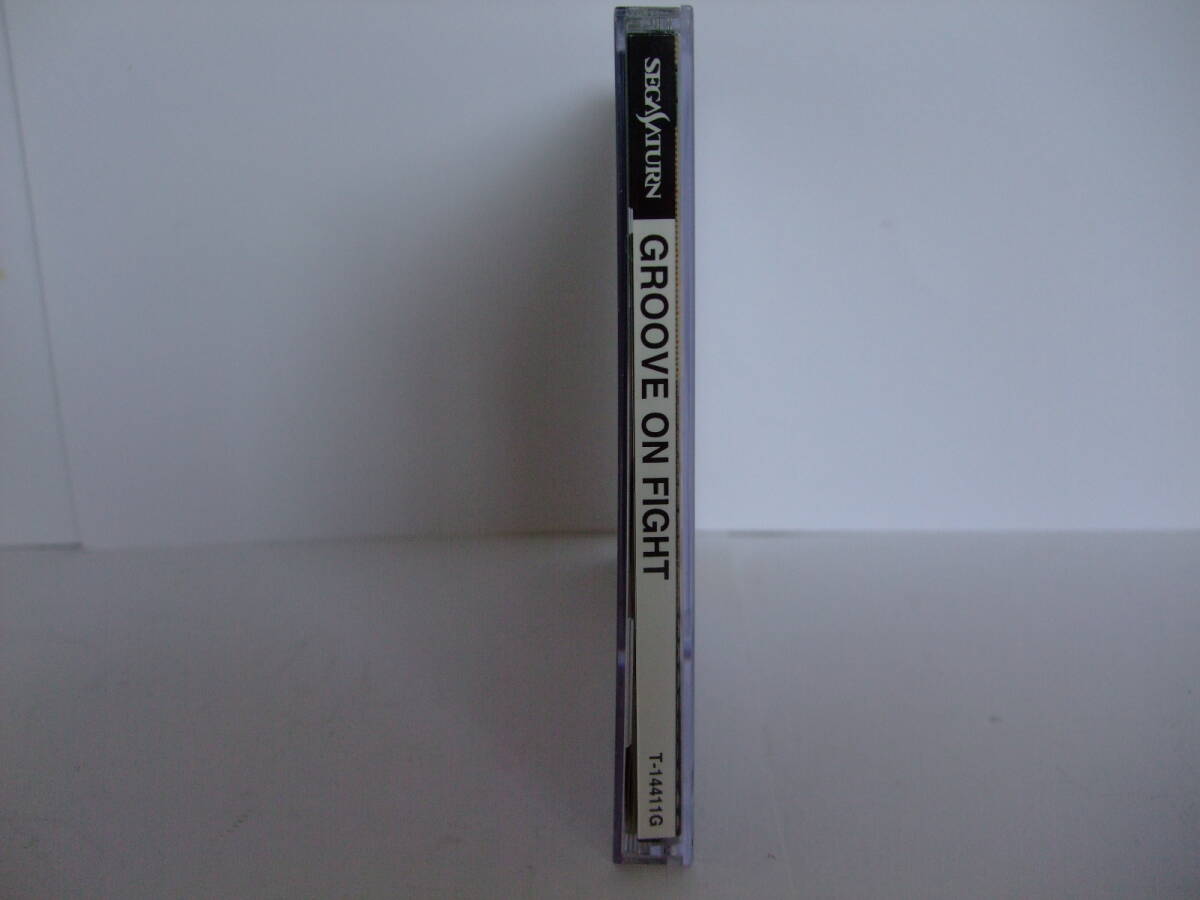 SEGA SATURN
GROOVE ON FIGHT
T-14411G